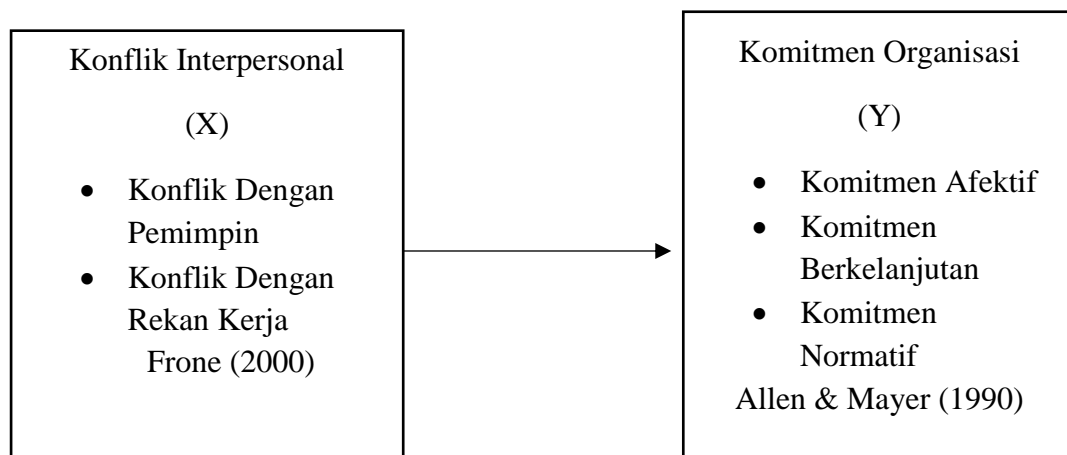 Konflik Interpersonal
(X)
• Konflik Dengan
Pemimpin
• Konflik Dengan
Rekan Kerja
Frone (2000)
Komitmen Organisasi
(Y)
• Komitmen Afektif
• Komitmen
Berkelanjutan
• Komitmen
Normatif
Allen & Mayer (1990)